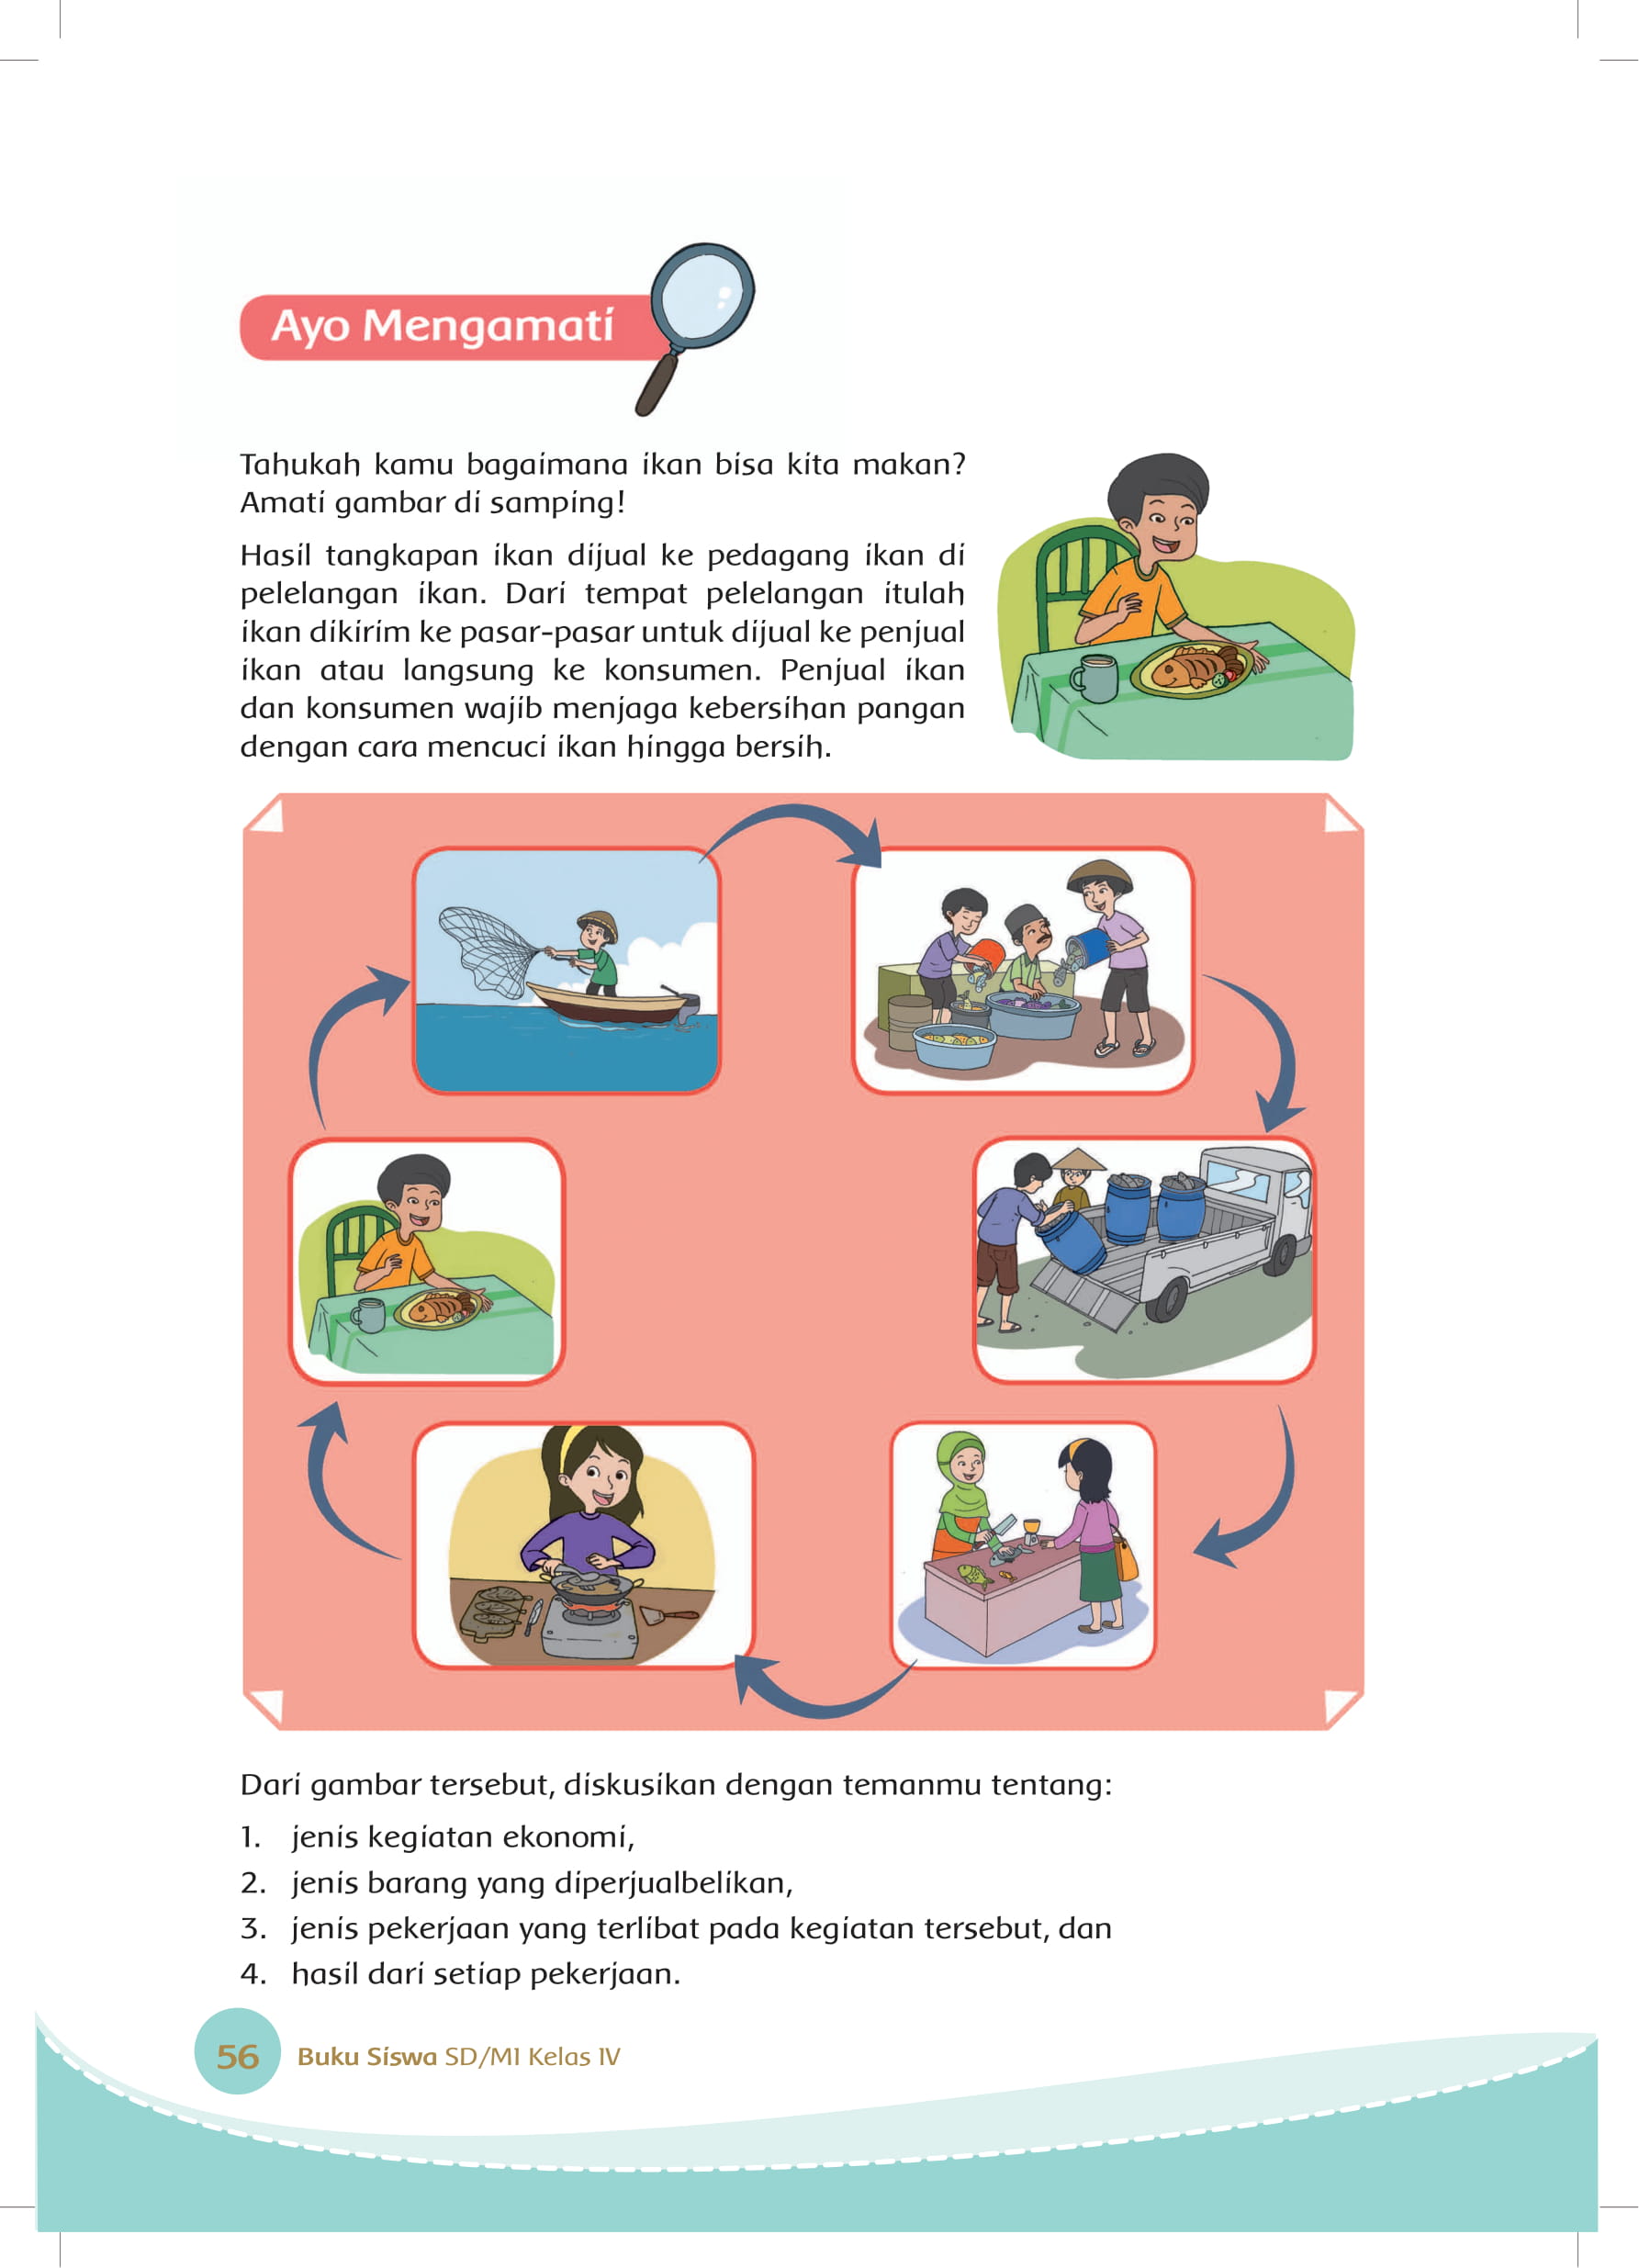 Ayo Mengamati
Tahukah kamu bagaimana ikan bisa kita makan?
Amati gambar di samping!
Hasil tangkapan ikan dijual ke pedagang ikan di
pelelangan ikan. Dari tempat pelelangan itulah
ikan dikirim ke pasar-pasar untuk dijual ke penjual
ikan atau langsung ke konsumen. Penjual ikan
dan konsumen wajib menjaga kebersihan pangan
dengan cara mencuci ikan hingga bersih.
Dari gambar tersebut, diskusikan dengan temanmu tentang:
1. jenis kegiatan ekonomi,
2. jenis barang yang diperjualbelikan,
3. jenis pekerjaan yang terlibat pada kegiatan tersebut, dan
4. hasil dari setiap pekerjaan.
56 Buku Siswa SD/MI Kelas IV